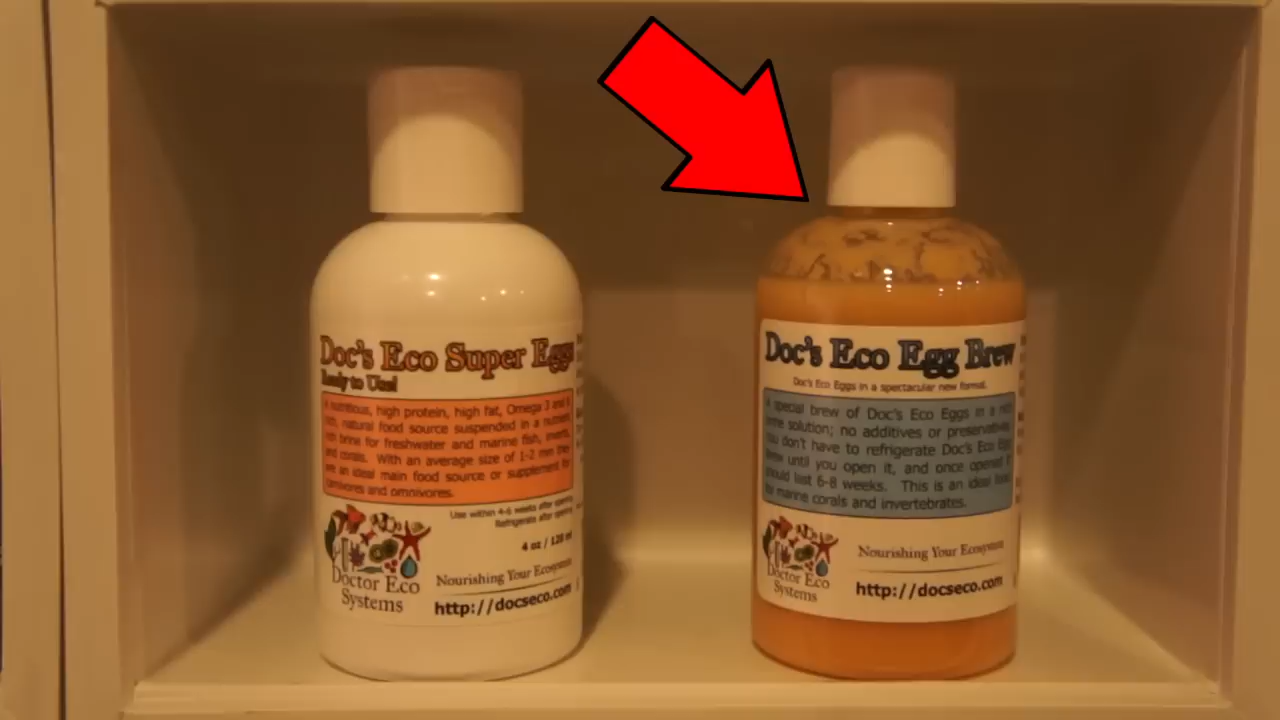 Doc's Eco Super Eggs
Ready to Use!
A nutritious, high protein, high fat, Omega 3 and 6
rich, natural food source suspended in a nutrient
rich brine for freshwater and marine fish, inverts,
and corals. With an average size of 1-2 mm they
are an ideal main food source or supplement for
carnivores and omnivores.
Use within 4-6 weeks after opening
Refrigerate after opening
4 oz / 120 ml
Doctor Eco
Systems
Nourishing Your Ecosystem
http://docseco.com
Doc's Eco Egg Brew
Doc's Eco Eggs in a spectacular new format.
A special brew of Doc's Eco Eggs in a
brine solution; no additives or preservatives
You don't have to refrigerate Doc's Eco Egg
until you open it, and once opened it
should last 6-8 weeks. This is an ideal food
for marine corals and invertebrates.
Doctor Eco
Systems
Nourishing Your Ecosystem
http://docseco.com